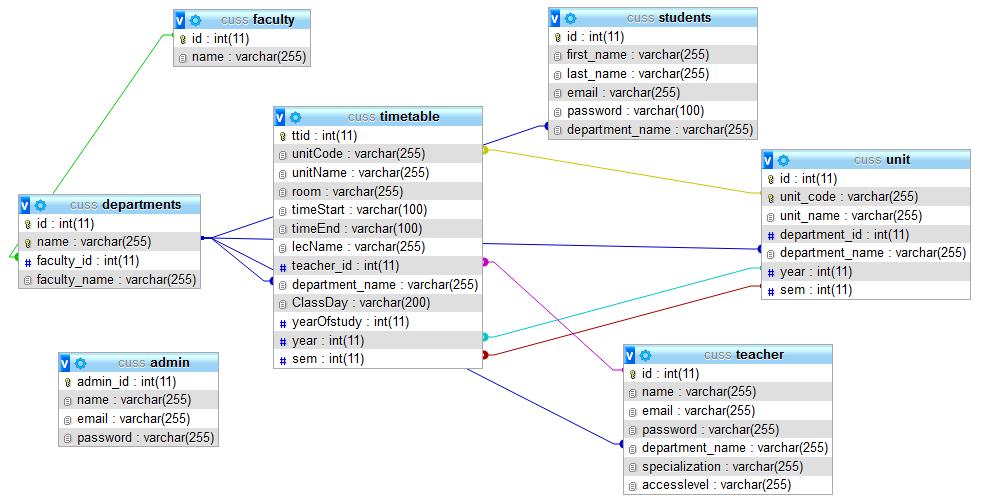 v cuss faculty
id : int(11)
name : varchar(255)
v cuss students
id : int(11)
first_name : varchar(255)
last_name : varchar(255)
email : varchar(255)
password : varchar(100)
department_name : varchar(255)
v cuss timetable
ttid : int(11)
unitCode : varchar(255)
unitName : varchar(255)
room : varchar(255)
timeStart : varchar(100)
timeEnd : varchar(100)
lecName : varchar(255)
# teacher_id : int(11)
department_name : varchar(255)
ClassDay : varchar(200)
# yearOfstudy : int(11)
# year : int(11)
# sem : int(11)
v cuss unit
id : int(11)
unit_code : varchar(255)
unit_name : varchar(255)
# department_id : int(11)
department_name : varchar(255)
# year : int(11)
# sem : int(11)
v cuss departments
id : int(11)
name : varchar(255)
# faculty_id : int(11)
faculty_name : varchar(255)
v cuss admin
admin_id : int(11)
name : varchar(255)
email : varchar(255)
password : varchar(255)
v cuss teacher
id : int(11)
name : varchar(255)
email : varchar(255)
password : varchar(255)
department_name : varchar(255)
specialization : varchar(255)
accesslevel : varchar(255)